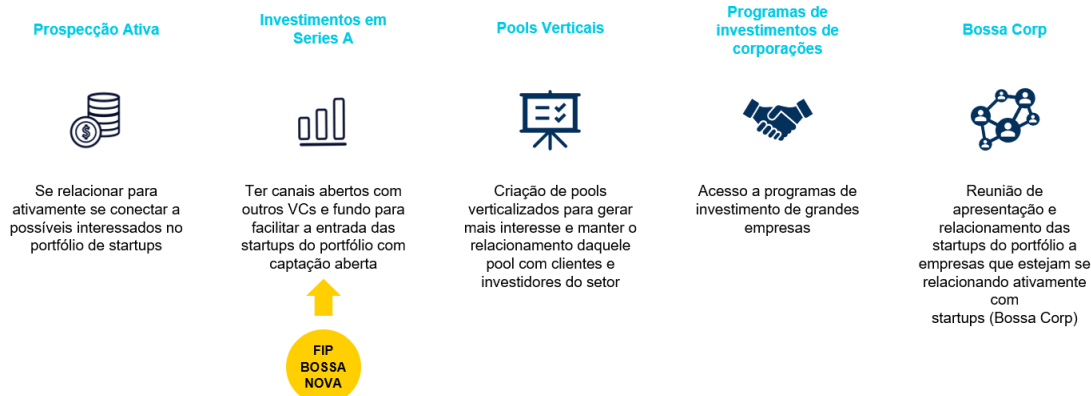 Prospecção Ativa
Se relacionar para
ativamente se conectar a
possíveis interessados no
portfólio de startups
Investimentos em
Series A
Ter canais abertos com
outros VCs e fundo para
facilitar a entrada das
startups do portfólio com
captação aberta
FIP
BOSSA
NOVA
Pools Verticais
Criação de pools
verticalizados para gerar
mais interesse e manter o
relacionamento daquele
pool com clientes e
investidores do setor
Programas de
investimentos de
corporações
Acesso a programas de
investimento de grandes
empresas
Bossa Corp
Reunião de
apresentação e
relacionamento das
startups do portfólio a
empresas que estejam se
relacionando ativamente
com
startups (Bossa Corp)